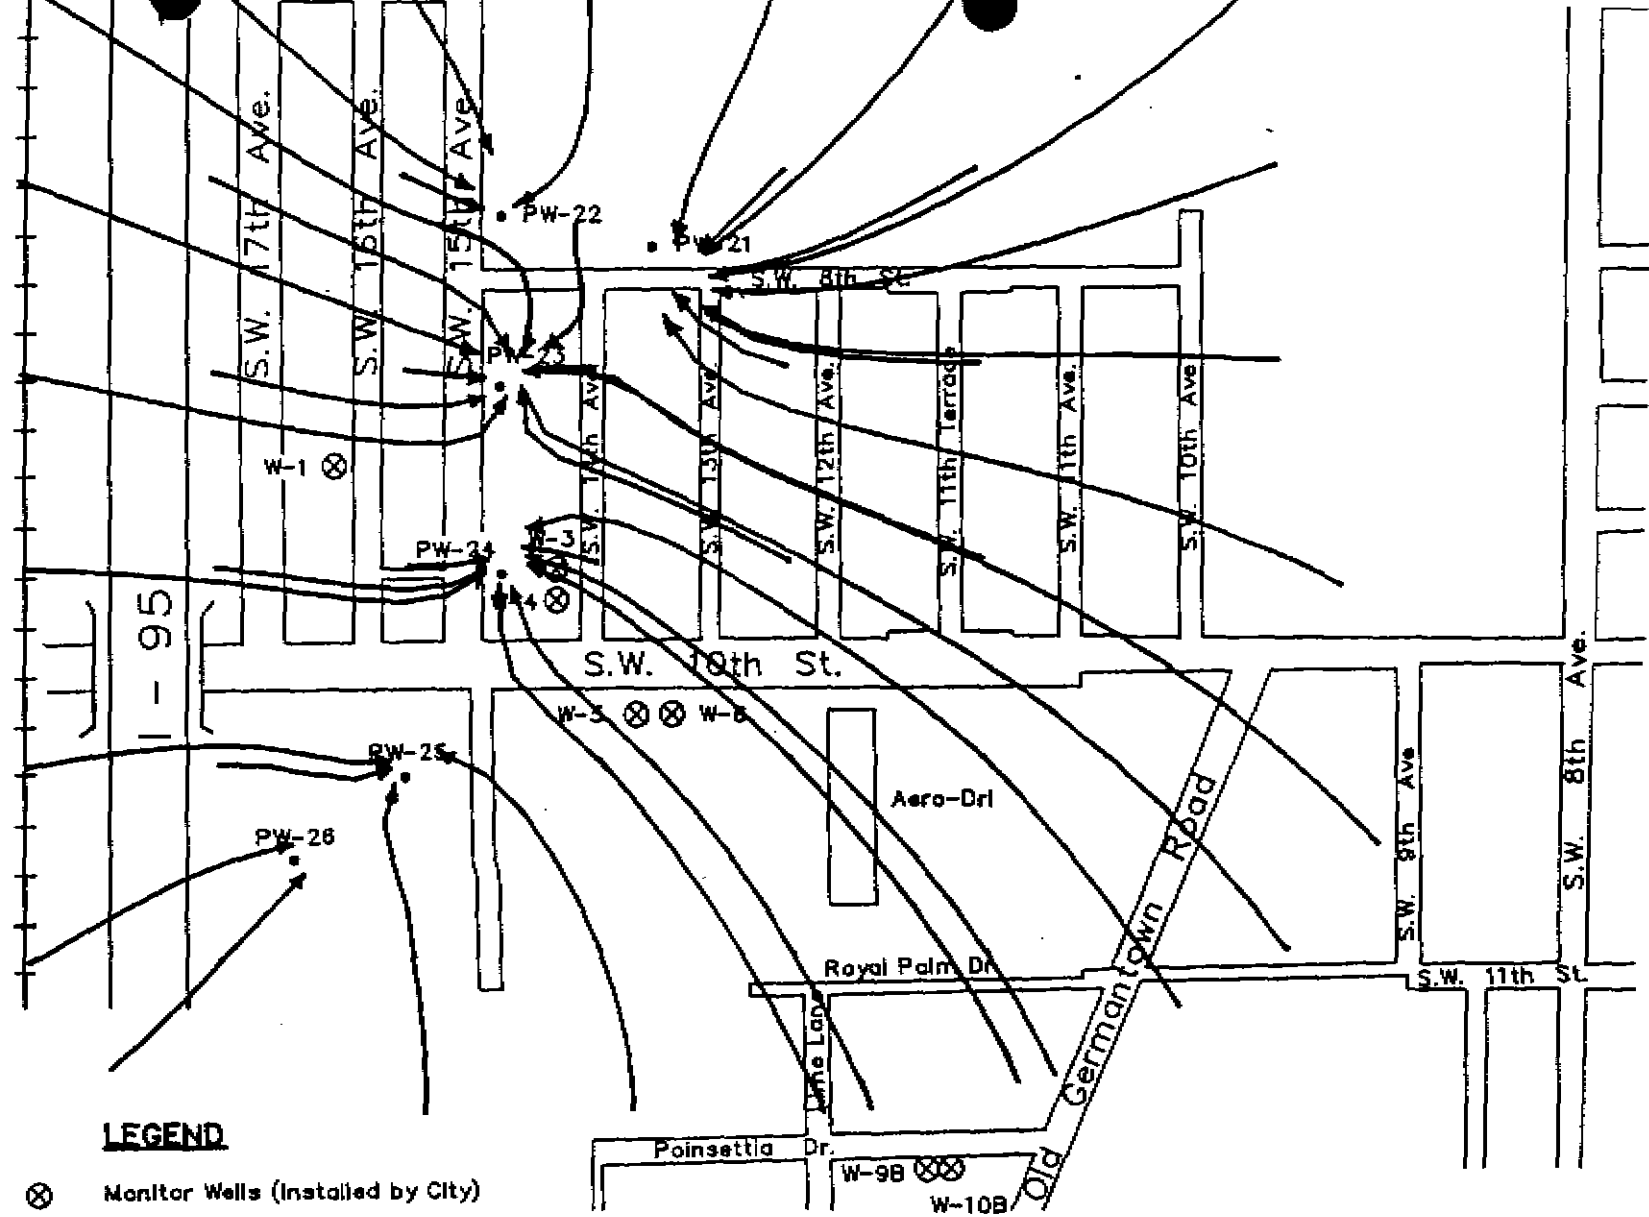 S.W. 17th Ave.
S.W. 16th Ave.
S.W. 15th Ave.
PW-22
PW-21
S.W. 8th St.
PW-23
S.W. 14th Ave
S.W. 13th Ave
S.W. 12th Ave.
S.W. 11th Terrace
S.W. 11th Ave.
S.W. 10th Ave
W-1
PW-24
W-3
4
I-95
S.W. 10th St.
W-5
W-6
PW-25
Aero-Dri
PW-26
Old Germantown Road
S.W. 9th Ave
S.W. 8th Ave.
Royal Palm Dr
S.W. 11th St.
Lime Lan
LEGEND
Poinsettia Dr.
W-9B
W-10B
Monitor Wells (Installed by City)